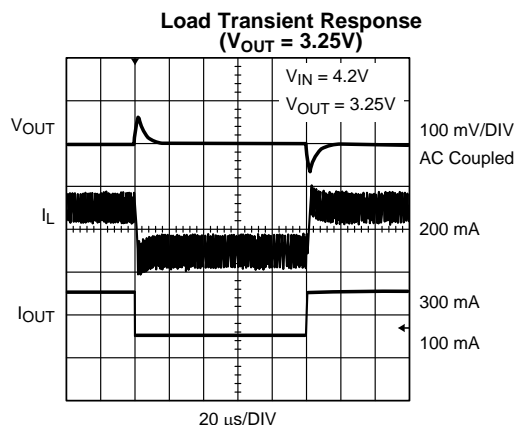 Load Transient Response
(VOUT = 3.25V)
VIN = 4.2V
VOUT = 3.25V
VOUT
100 mV/DIV
AC Coupled
IL
200 mA
IOUT
300 mA
100 mA
20 μs/DIV